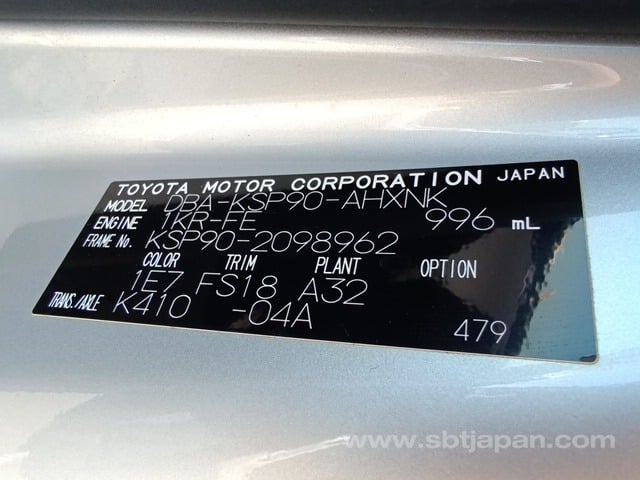 TOYOTA MOTOR CORPORATION JAPAN
MODEL DBA-KSP90-AHXNK
ENGINE 1KR-FE 996 mL
FRAME No. KSP90-2098962
COLOR TRIM PLANT OPTION
1E7 FS18 A32
TRANS./AXLE K410 -04A
479
www.sbtjapan.com